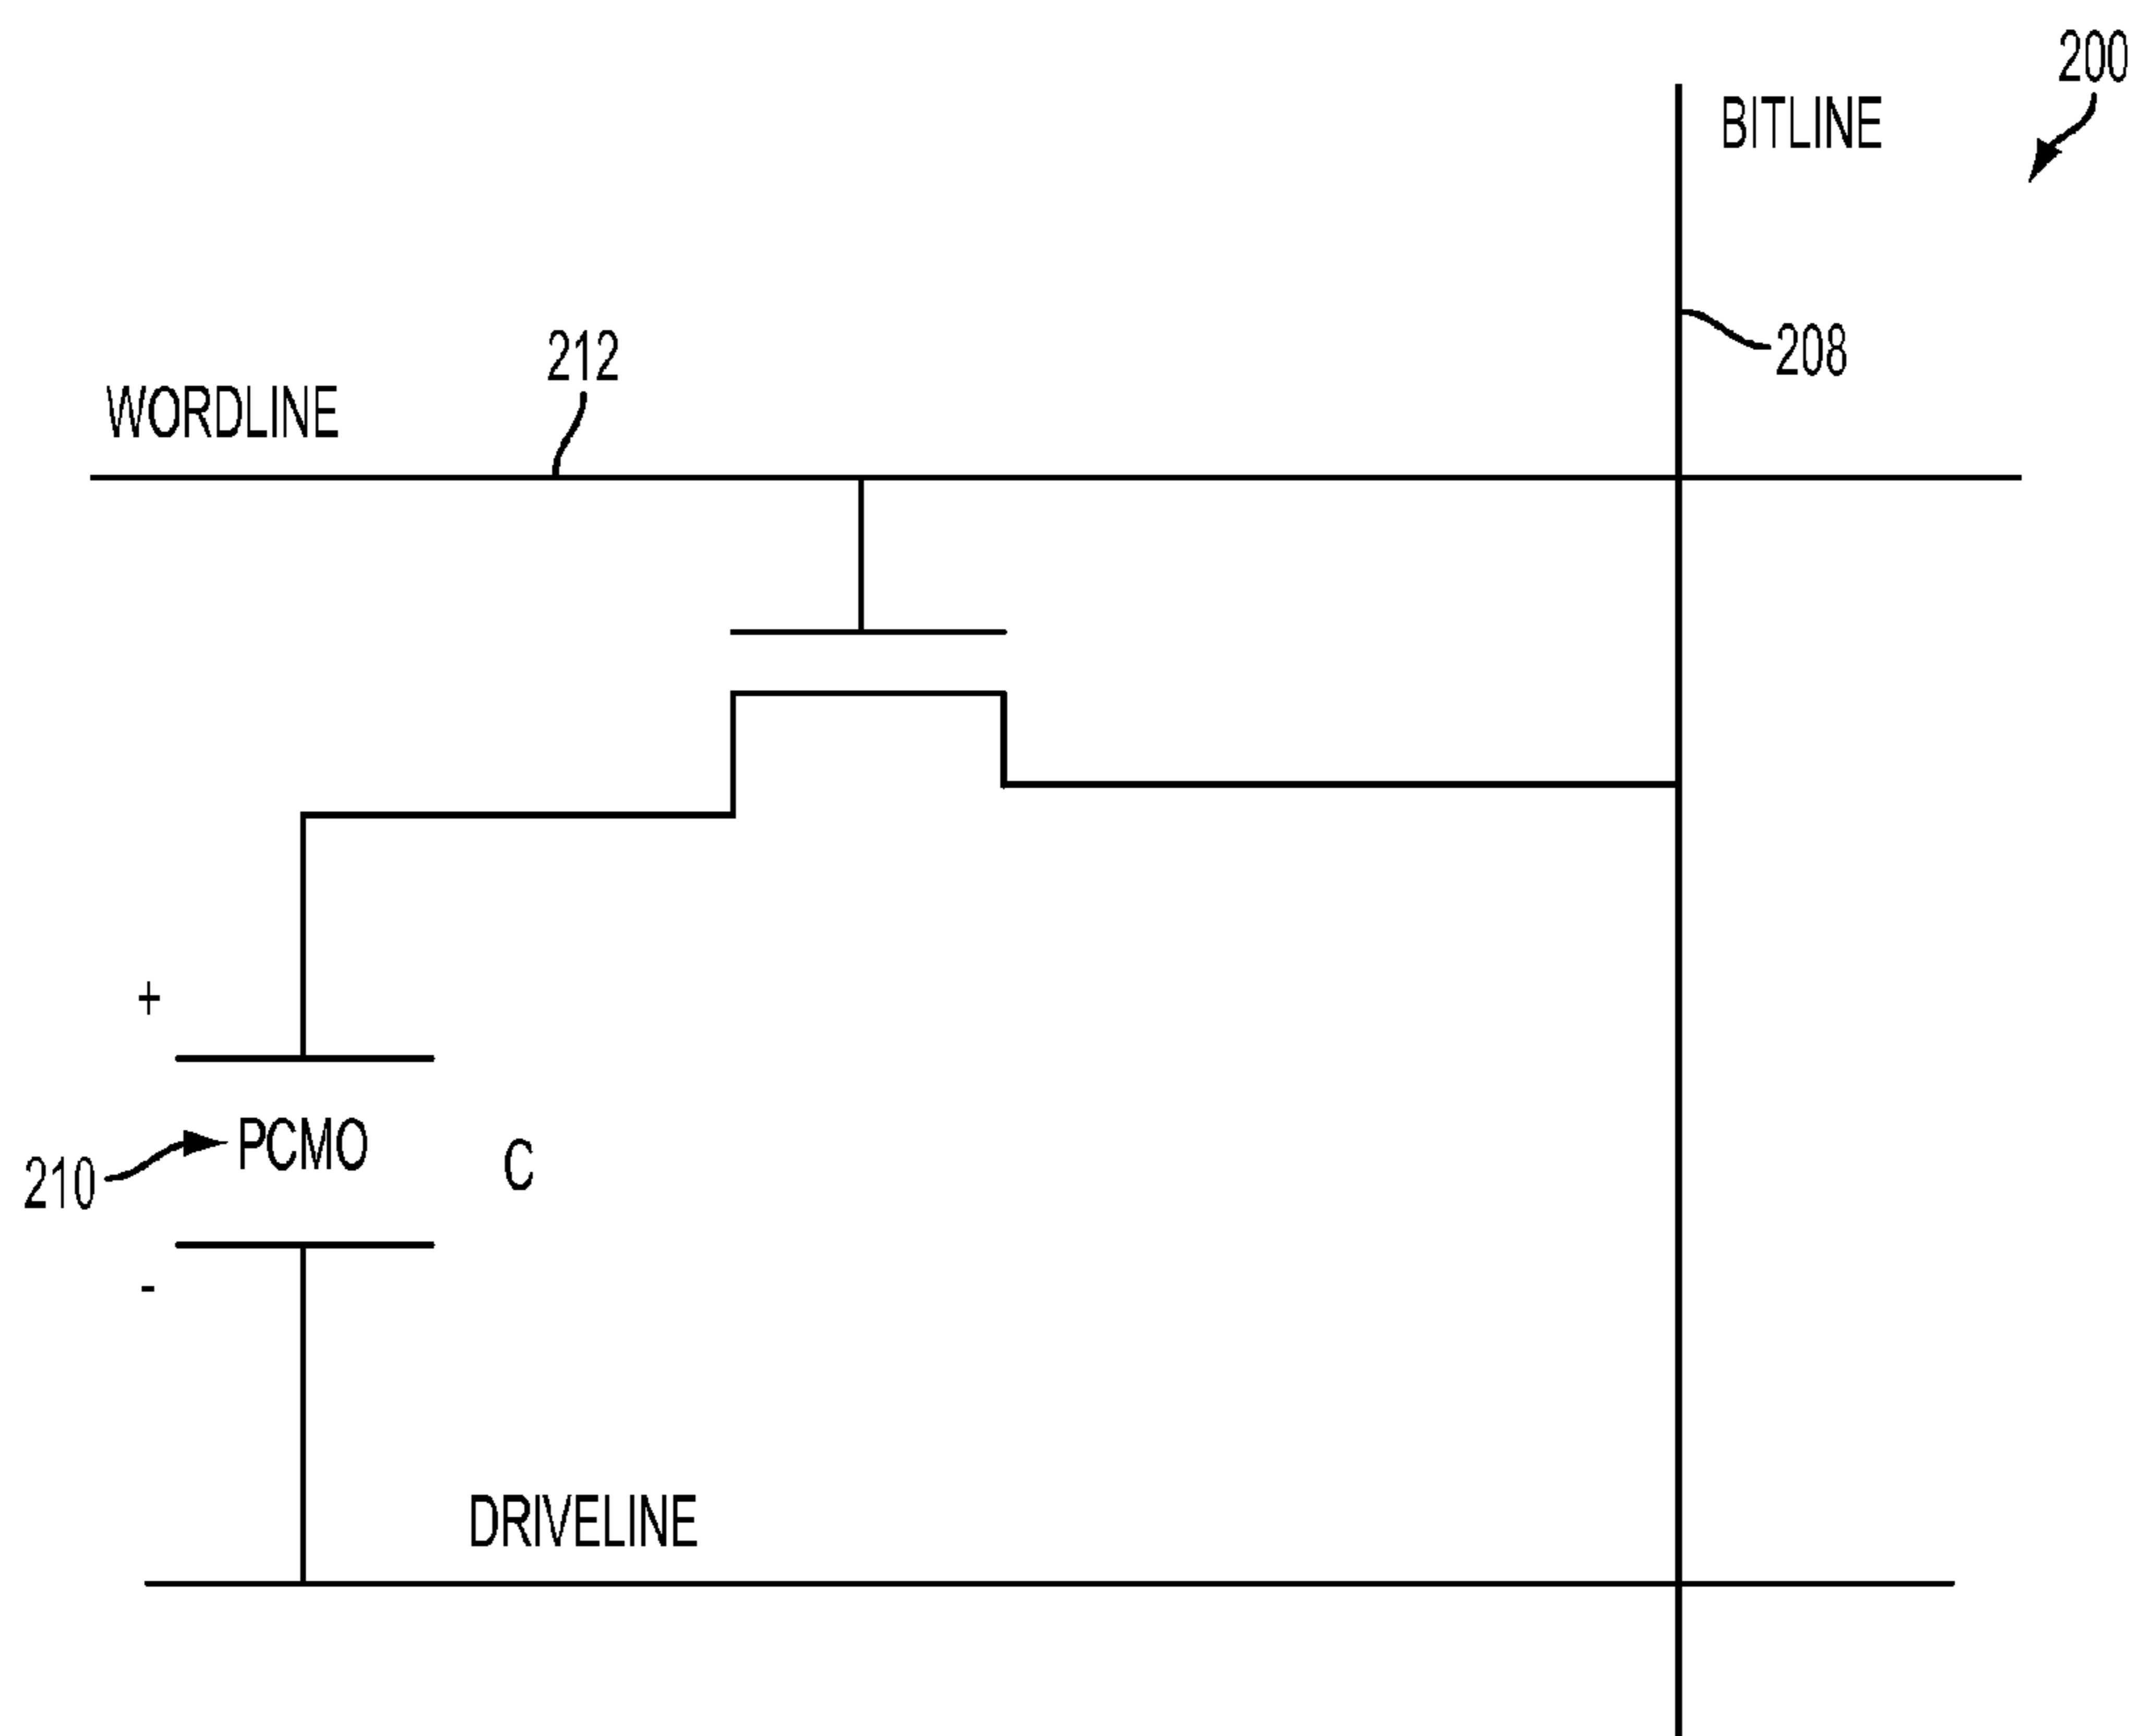 200
BITLINE
208
212
WORDLINE
+
PCMO
210
C
-
DRIVELINE